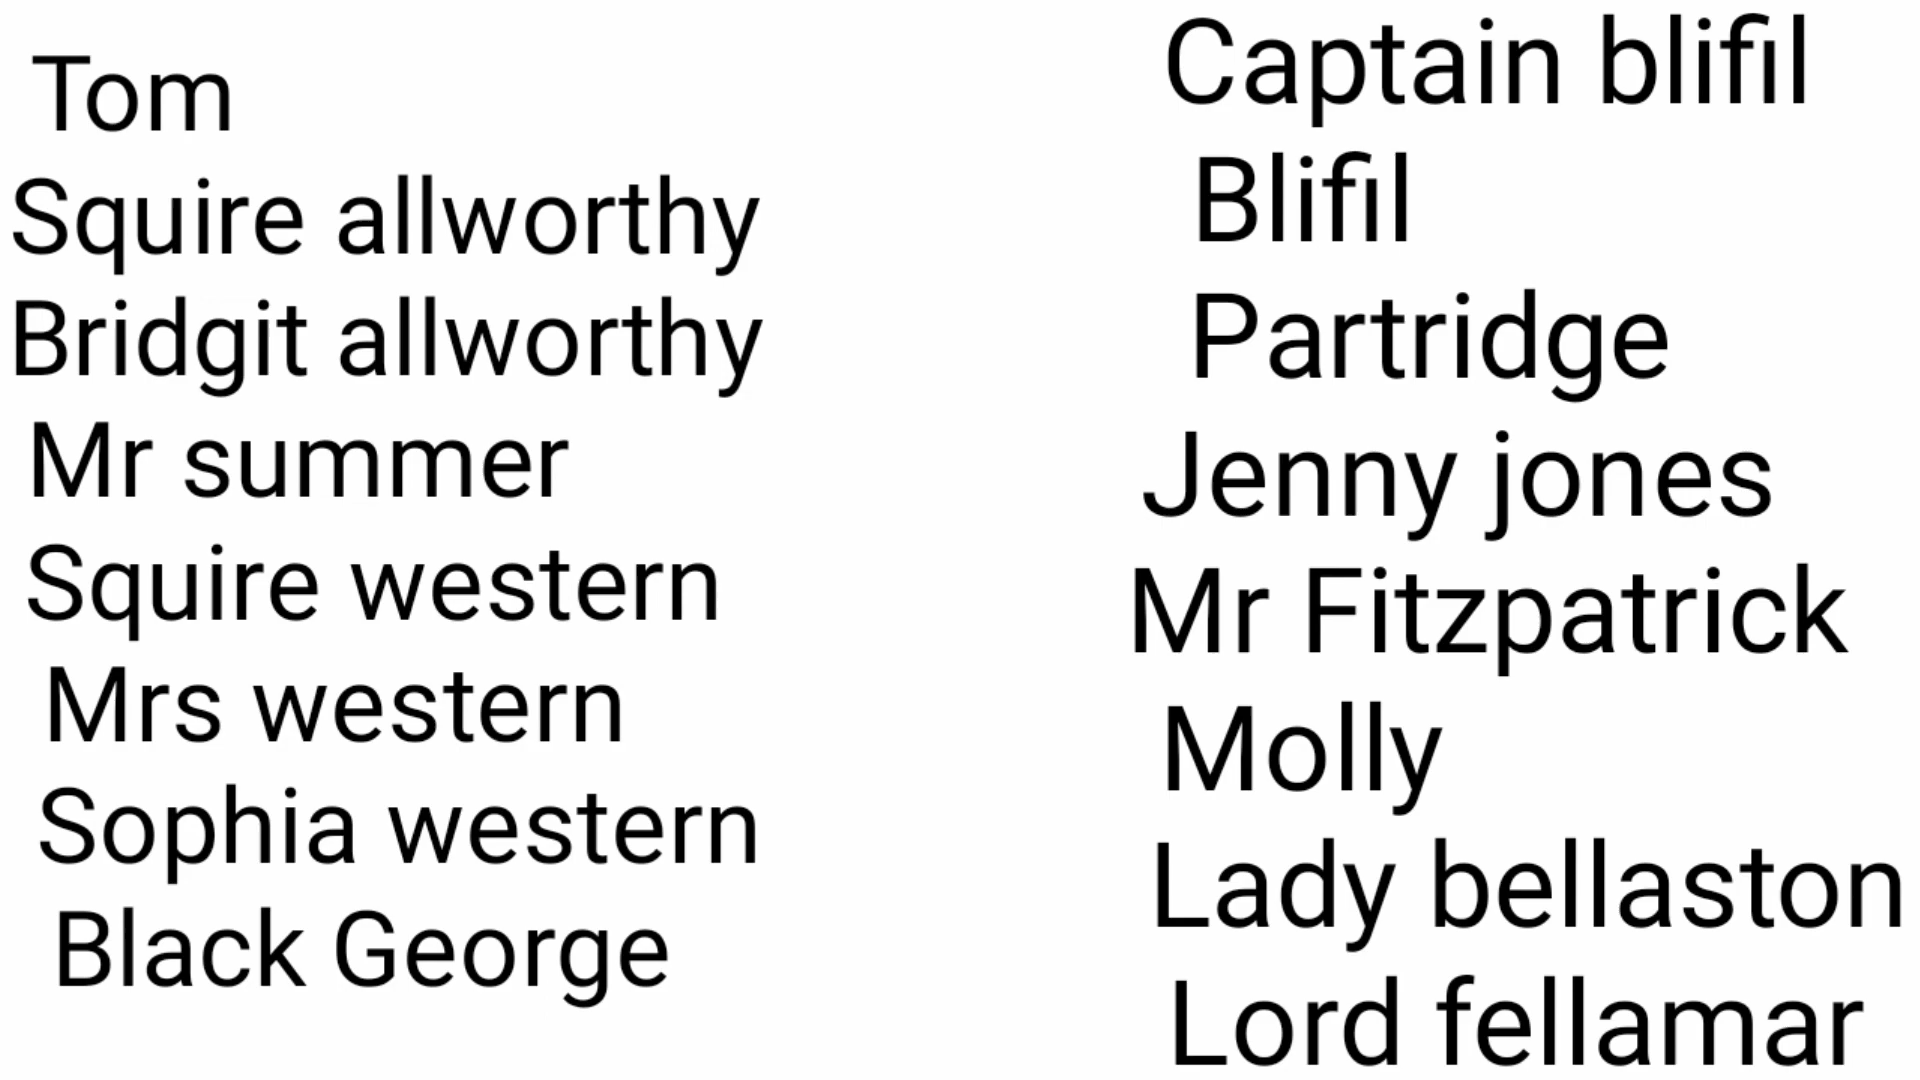 Tom
Squire allworthy
Bridgit allworthy
Mr summer
Squire western
Mrs western
Sophia western
Black George
Captain blifil
Blifil
Partridge
Jenny jones
Mr Fitzpatrick
Molly
Lady bellaston
Lord fellamar